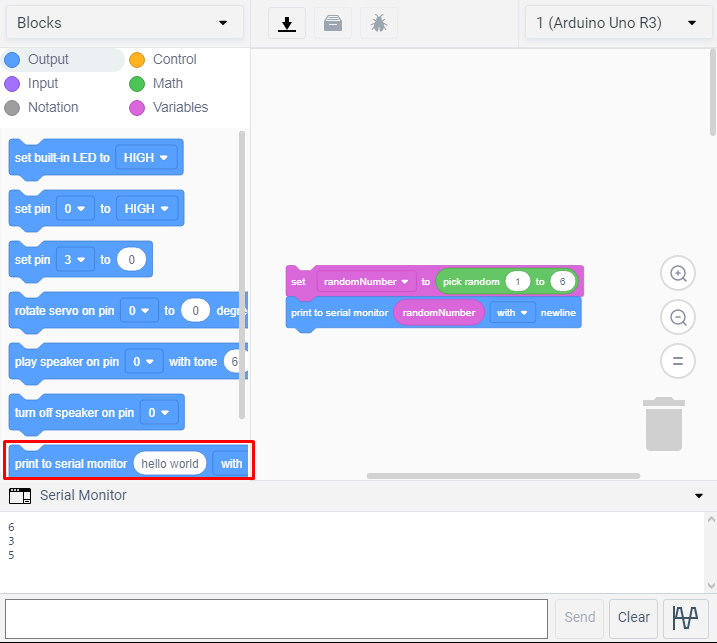 Blocks
1 (Arduino Uno R3)
Output
Control
Input
Math
Notation
Variables
set built-in LED to HIGH
set pin 0 to HIGH
set pin 3 to 0
rotate servo on pin 0 to 0 degre
play speaker on pin 0 with tone 6
turn off speaker on pin 0
print to serial monitor hello world with
set randomNumber to pick random 1 to 6
print to serial monitor randomNumber with newline
Serial Monitor
6
3
5
Send
Clear